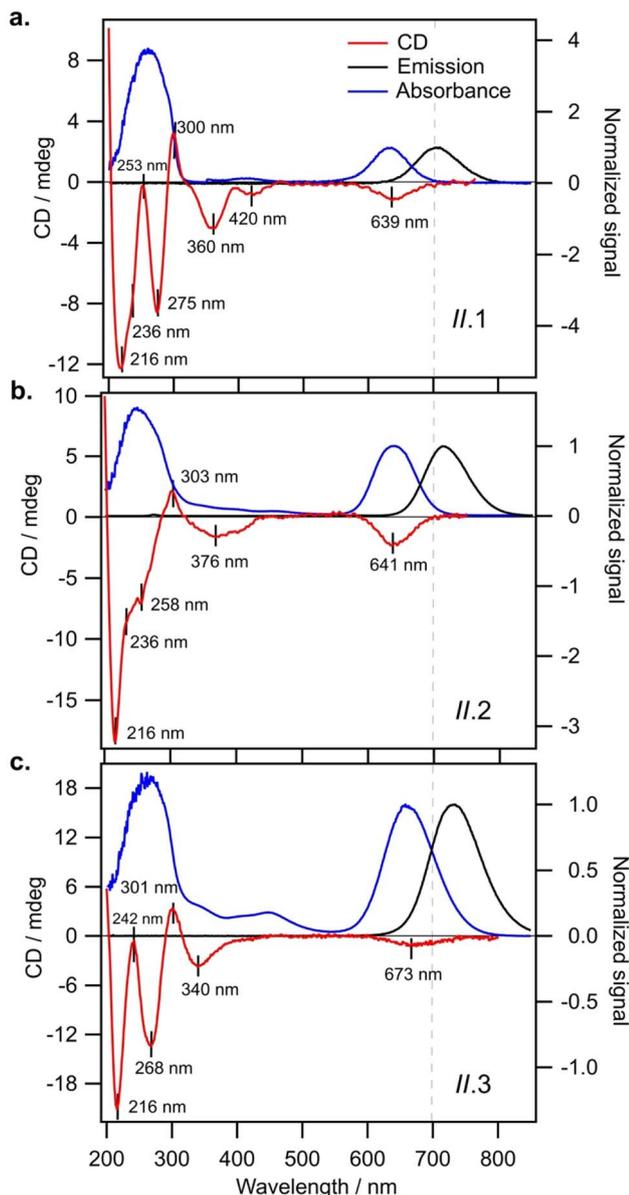 a.
CD
Emission
Absorbance
8
4
0
-4
-8
-12
CD / mdeg
4
2
0
-2
-4
Normalized signal
300 nm
253 nm
420 nm
360 nm
639 nm
275 nm
236 nm
216 nm
II.1
b.
10
5
0
-5
-10
-15
CD / mdeg
1
0
-1
-2
-3
Normalized signal
303 nm
376 nm
641 nm
258 nm
236 nm
216 nm
II.2
c.
18
12
6
0
-6
-12
-18
CD / mdeg
1.0
0.5
0.0
-0.5
-1.0
Normalized signal
301 nm
242 nm
340 nm
673 nm
268 nm
216 nm
II.3
200 300 400 500 600 700 800
Wavelength / nm